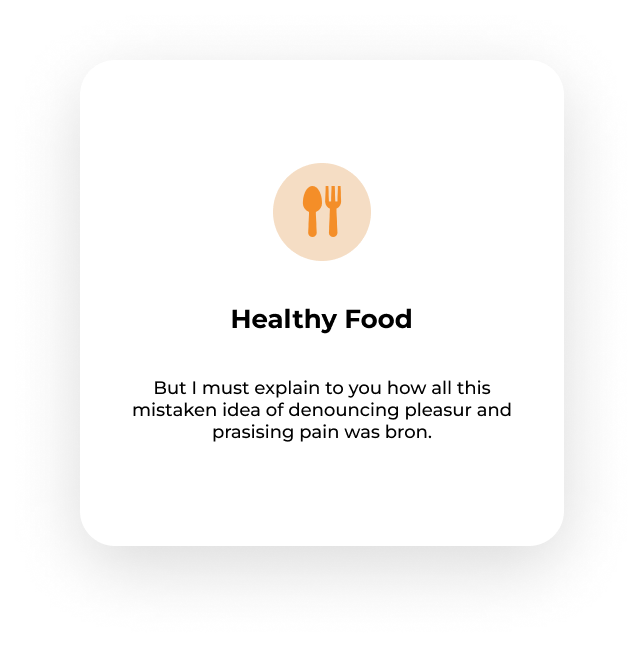 Healthy Food
But I must explain to you how all this
mistaken idea of denouncing pleasur and
prasising pain was bron.